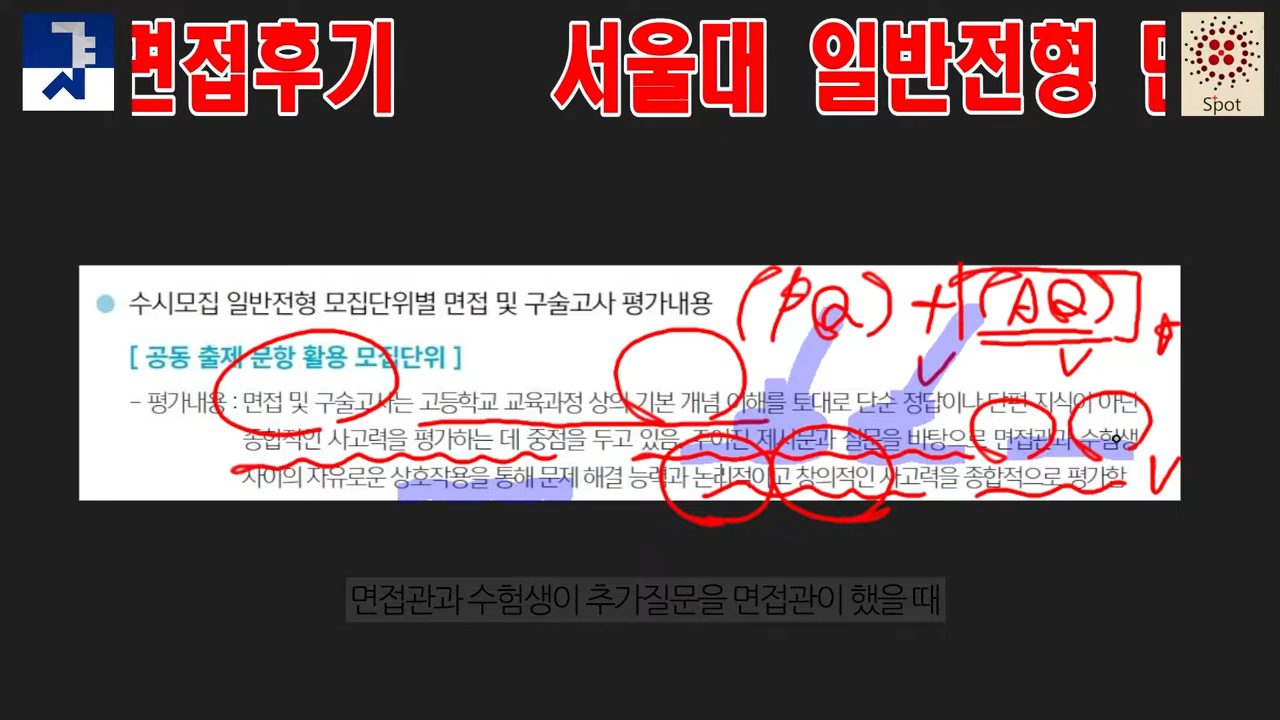 면접후기 서울대 일반전형 면
Spot
수시모집 일반전형 모집단위별 면접 및 구술고사 평가내용
(PQ) + [(AQ)]
[ 공동 출제 문항 활용 모집단위 ]
– 평가내용 : 면접 및 구술고사는 고등학교 교육과정 상의 기본 개념 이해를 토대로 단순 정답이나 단편 지식이 아닌
종합적인 사고력을 평가하는 데 중점을 두고 있음. 주어진 제시문과 질문을 바탕으로 면접관과 수험생
사이의 자유로운 상호작용을 통해 문제 해결 능력과 논리적이고 창의적인 사고력을 종합적으로 평가함
면접관과 수험생이 추가질문을 면접관이 했을 때